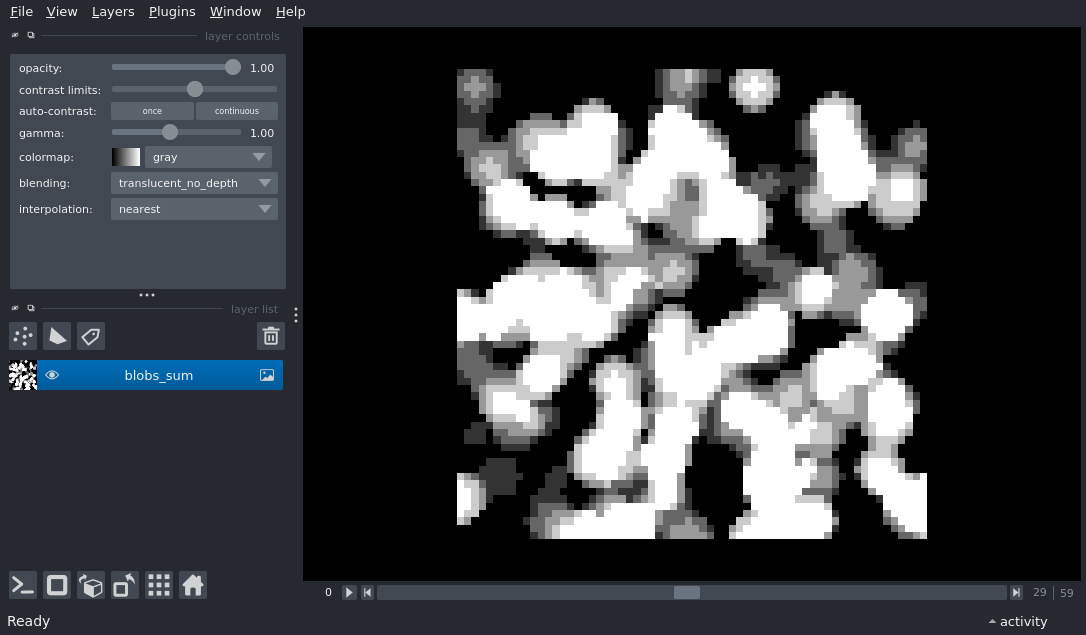 File View Layers Plugins Window Help
layer controls
opacity: 1.00
contrast limits:
auto-contrast: once continuous
gamma: 1.00
colormap: gray
blending: translucent_no_depth
interpolation: nearest
layer list
blobs_sum
0 29 59
Ready activity